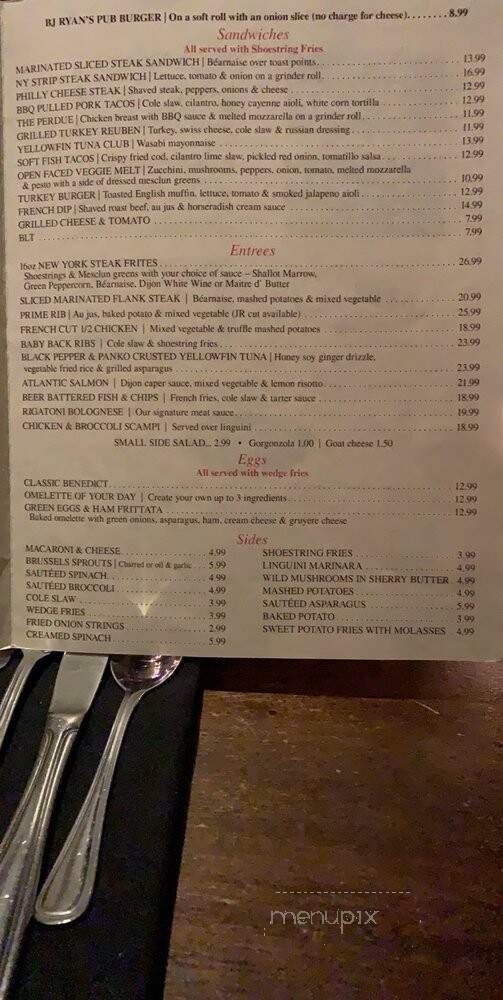 BJ RYAN'S PUB BURGER | On a soft roll with an onion slice (no charge for cheese)........8.99
Sandwiches
All served with Shoestring Fries
MARINATED SLICED STEAK SANDWICH | Béarnaise over toast points 13.99
NY STRIP STEAK SANDWICH | Lettuce, tomato & onion on a grinder roll 16.99
PHILLY CHEESE STEAK | Shaved steak, peppers, onions & cheese 12.99
BBQ PULLED PORK TACOS | Cole slaw, cilantro, honey cayenne aioli, white corn tortilla 12.99
THE PERDUE | Chicken breast with BBQ sauce & melted mozzarella on a grinder roll 11.99
GRILLED TURKEY REUBEN | Turkey, swiss cheese, cole slaw & russian dressing 11.99
YELLOWFIN TUNA CLUB | Wasabi mayonnaise 13.99
SOFT FISH TACOS | Crispy fried cod, cilantro lime slaw, pickled red onion, tomatillo salsa 12.99
OPEN FACED VEGGIE MELT | Zucchini, mushrooms, peppers, onion, tomato, melted mozzarella
& pesto with a side of dressed mesclun greens 10.99
TURKEY BURGER | Toasted English muffin, lettuce, tomato & smoked jalapeno aioli 12.99
FRENCH DIP | Shaved roast beef, au jus & horseradish cream sauce 14.99
GRILLED CHEESE & TOMATO 7.99
BLT 7.99
Entrees
16oz NEW YORK STEAK FRITES 26.99
Shoestrings & Mesclun greens with your choice of sauce – Shallot Marrow,
Green Peppercorn, Béarnaise, Dijon White Wine or Maitre d' Butter
SLICED MARINATED FLANK STEAK | Béarnaise, mashed potatoes & mixed vegetable 20.99
PRIME RIB | Au jus, baked potato & mixed vegetable (JR cut available) 25.99
FRENCH CUT 1/2 CHICKEN | Mixed vegetable & truffle mashed potatoes 18.99
BABY BACK RIBS | Cole slaw & shoestring fries 23.99
BLACK PEPPER & PANKO CRUSTED YELLOWFIN TUNA | Honey soy ginger drizzle,
vegetable fried rice & grilled asparagus 23.99
ATLANTIC SALMON | Dijon caper sauce, mixed vegetable & lemon risotto 21.99
BEER BATTERED FISH & CHIPS | French fries, cole slaw & tarter sauce 18.99
RIGATONI BOLOGNESE | Our signature meat sauce 19.99
CHICKEN & BROCCOLI SCAMPI | Served over linguini 18.99
SMALL SIDE SALAD... 2.99 • Gorgonzola 1.00 | Goat cheese 1.50
Eggs
All served with wedge fries
CLASSIC BENEDICT 12.99
OMELETTE OF YOUR DAY | Create your own up to 3 ingredients 12.99
GREEN EGGS & HAM FRITTATA 12.99
Baked omelette with green onions, asparagus, ham, cream cheese & gruyere cheese
Sides
MACARONI & CHEESE 4.99
BRUSSELS SPROUTS | Charred or oil & garlic 5.99
SAUTÉED SPINACH 4.99
SAUTÉED BROCCOLI 4.99
COLE SLAW 3.99
WEDGE FRIES 3.99
FRIED ONION STRINGS 2.99
CREAMED SPINACH 5.99
SHOESTRING FRIES 3.99
LINGUINI MARINARA 4.99
WILD MUSHROOMS IN SHERRY BUTTER 4.99
MASHED POTATOES 4.99
SAUTÉED ASPARAGUS 5.99
BAKED POTATO 3.99
SWEET POTATO FRIES WITH MOLASSES 4.99
menupix